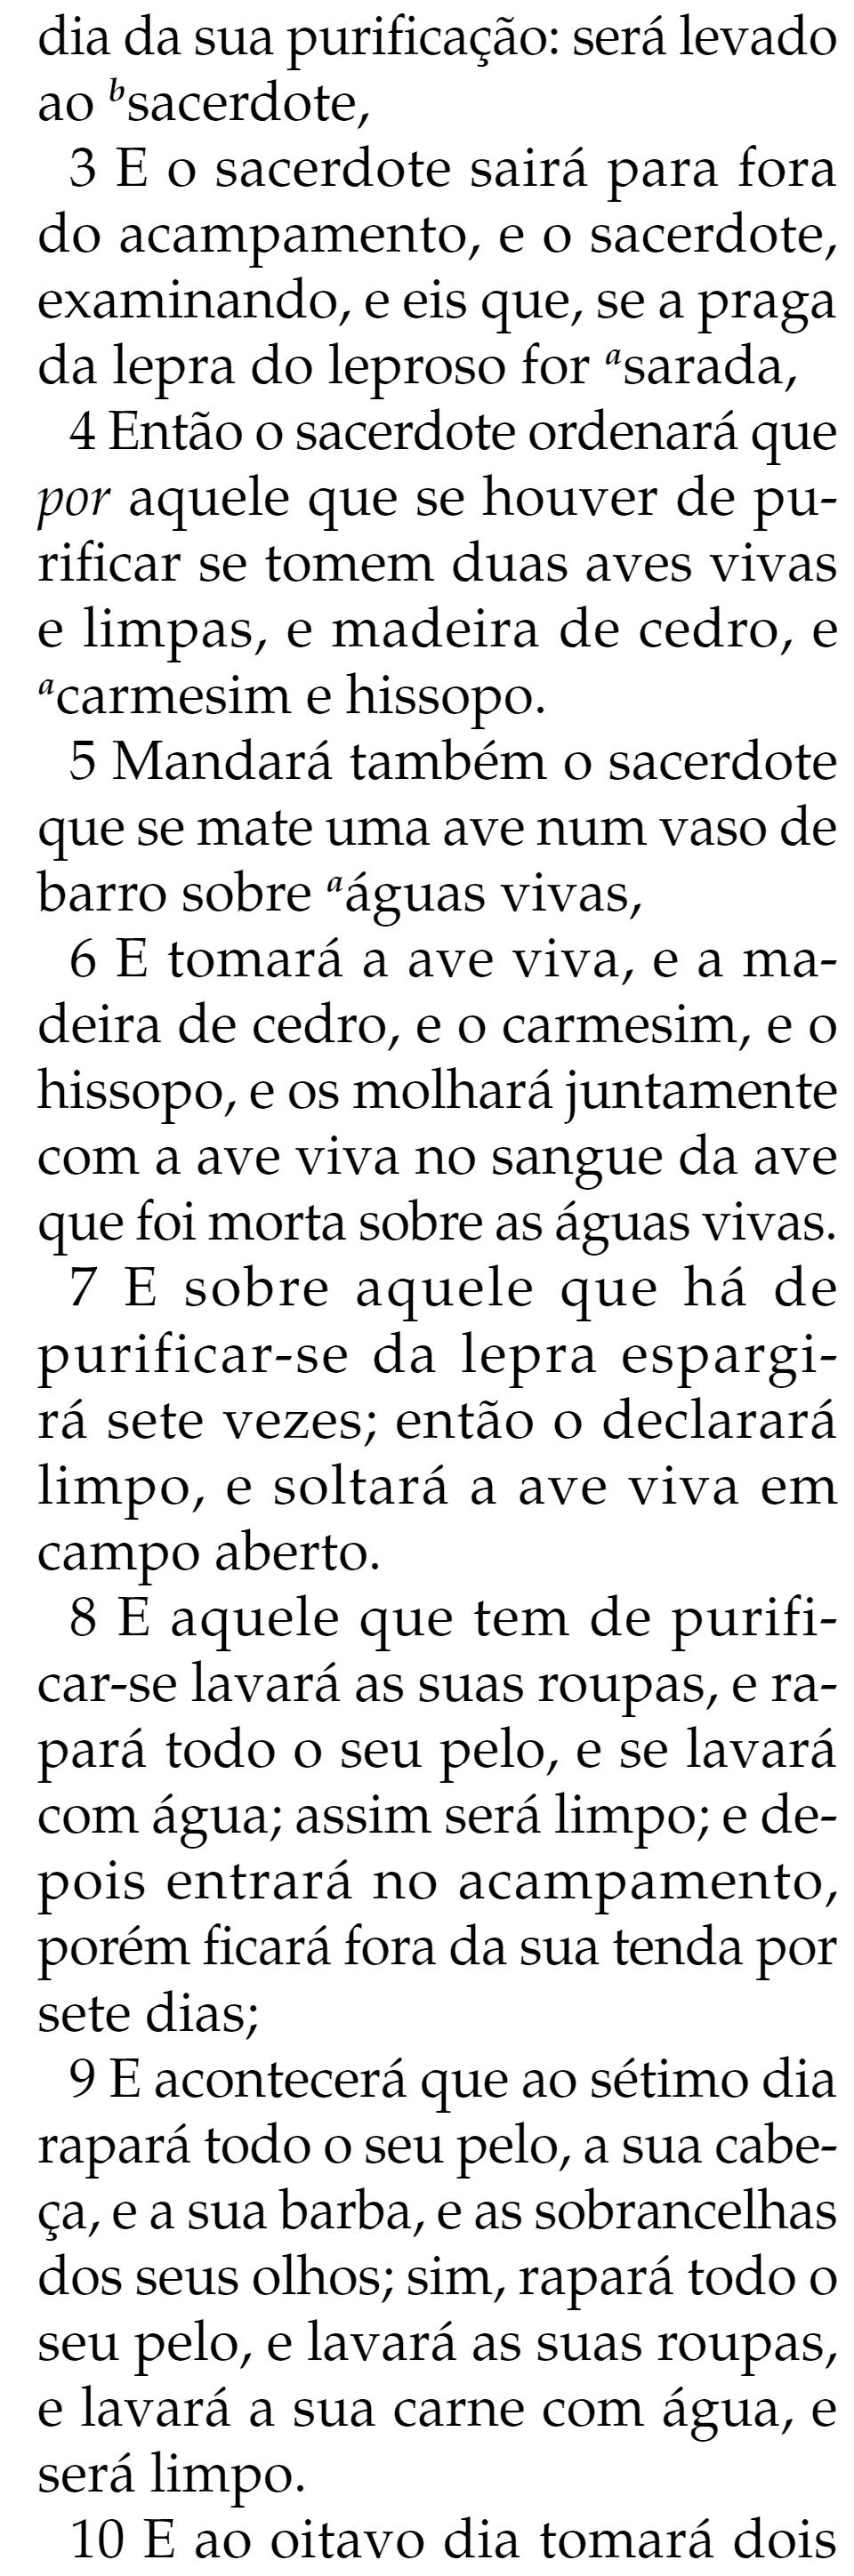 dia da sua purificação: será levado
ao bsacerdote,
3 E o sacerdote sairá para fora
do acampamento, e o sacerdote,
examinando, e eis que, se a praga
da lepra do leproso for asarada,
4 Então o sacerdote ordenará que
por aquele que se houver de pu-
rificar se tomem duas aves vivas
e limpas, e madeira de cedro, e
acarmesim e hissopo.
5 Mandará também o sacerdote
que se mate uma ave num vaso de
barro sobre aáguas vivas,
6 E tomará a ave viva, e a ma-
deira de cedro, e o carmesim, e o
hissopo, e os molhará juntamente
com a ave viva no sangue da ave
que foi morta sobre as águas vivas.
7 E sobre aquele que há de
purificar-se da lepra espargi-
rá sete vezes; então o declarará
limpo, e soltará a ave viva em
campo aberto.
8 E aquele que tem de purifi-
car-se lavará as suas roupas, e ra-
pará todo o seu pelo, e se lavará
com água; assim será limpo; e de-
pois entrará no acampamento,
porém ficará fora da sua tenda por
sete dias;
9 E acontecerá que ao sétimo dia
rapará todo o seu pelo, a sua cabe-
ça, e a sua barba, e as sobrancelhas
dos seus olhos; sim, rapará todo o
seu pelo, e lavará as suas roupas,
e lavará a sua carne com água, e
será limpo.
10 E ao oitavo dia tomará dois